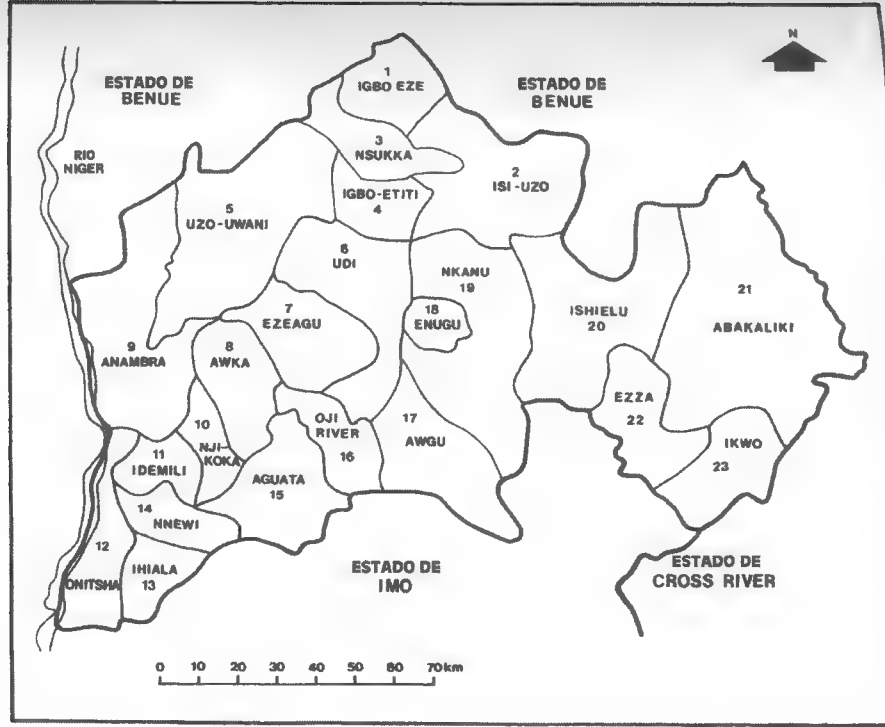 N
ESTADO DE
BENUE
1
IGBO EZE
ESTADO DE
BENUE
RIO
NIGER
3
NSUKKA
2
ISI-UZO
IGBO-ETITI
4
5
UZO-UWANI
6
UDI
NKANU
19
7
EZEAGU
18
ENUGU
ISHIELU
20
21
ABAKALIKI
9
ANAMBRA
8
AWKA
10
NJI-
KOKA
OJI
RIVER
16
17
AWGU
EZZA
22
IKWO
23
11
IDEMILI
AGUATA
15
14
NNEWI
12
ONITSHA
IHIALA
13
ESTADO DE
IMO
ESTADO DE
CROSS RIVER
0 10 20 30 40 50 60 70km